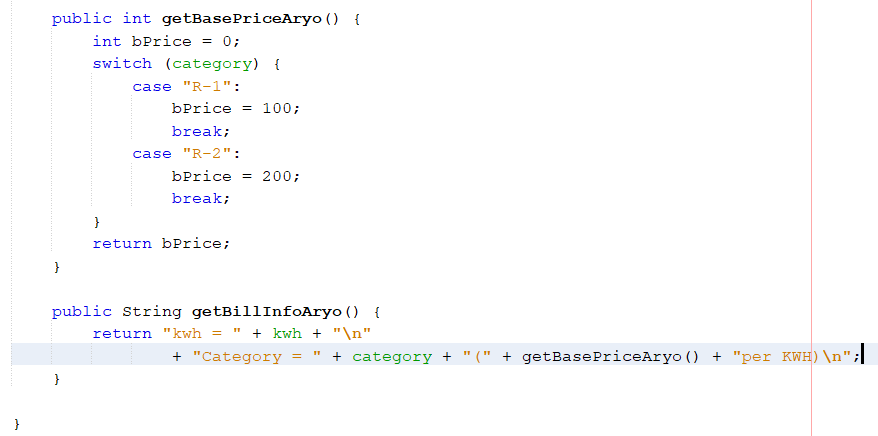 public int getBasePriceAryo() {
int bPrice = 0;
switch (category) {
case "R-1":
bPrice = 100;
break;
case "R-2":
bPrice = 200;
break;
}
return bPrice;
}
public String getBillInfoAryo() {
return "kwh = " + kwh + "\n"
+ "Category = " + category + "(" + getBasePriceAryo() + "per KWH)\n";
}
}